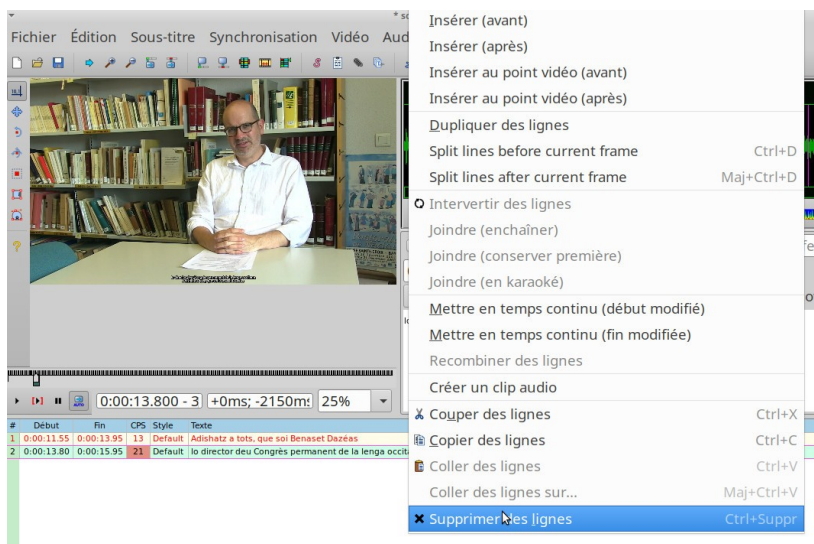 * so
Fichier Édition Sous-titre Synchronisation Vidéo Aud
Insérer (avant)
Insérer (après)
Insérer au point vidéo (avant)
Insérer au point vidéo (après)
Dupliquer des lignes
Split lines before current frame Ctrl+D
Split lines after current frame Maj+Ctrl+D
Intervertir des lignes
Joindre (enchaîner)
Joindre (conserver première)
Joindre (en karaoké)
Mettre en temps continu (début modifié)
Mettre en temps continu (fin modifiée)
Recombiner des lignes
Créer un clip audio
Couper des lignes Ctrl+X
Copier des lignes Ctrl+C
Coller des lignes Ctrl+V
Coller des lignes sur... Maj+Ctrl+V
Supprimer des lignes Ctrl+Suppr
0:00:13.800 - 3 +0ms; -2150ms 25%
# Début Fin CPS Style Texte
1 0:00:11.55 0:00:13.95 13 Default Adishatz a tots, que soi Benaset Dazéas
2 0:00:13.80 0:00:15.95 21 Default lo director deu Congrès permanent de la lenga occit